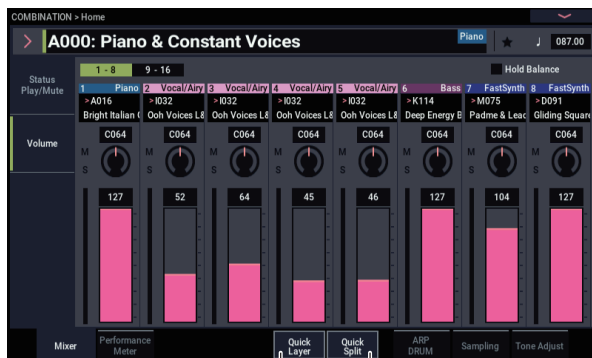 COMBINATION > Home
> A000: Piano & Constant Voices Piano ★ ♩ 087.00
Status
Play/Mute
Volume
1 - 8 9 - 16 Hold Balance
1 Piano 2 Vocal/Airy 3 Vocal/Airy 4 Vocal/Airy 5 Vocal/Airy 6 Bass 7 FastSynth 8 FastSynth
>A016 >I032 >I032 >I032 >I032 >K114 >M075 >D091
Bright Italian Ooh Voices L& Ooh Voices L& Ooh Voices L& Ooh Voices L& Deep Energy B Padme & Lead Gliding Square
C064 C064 C064 C064 C064 C064 C064 C064
M M M M M M M M
S S S S S S S S
127 52 64 45 46 127 104 127
Mixer
Performance
Meter
Quick
Layer
Quick
Split
ARP
DRUM
Sampling
Tone Adjust